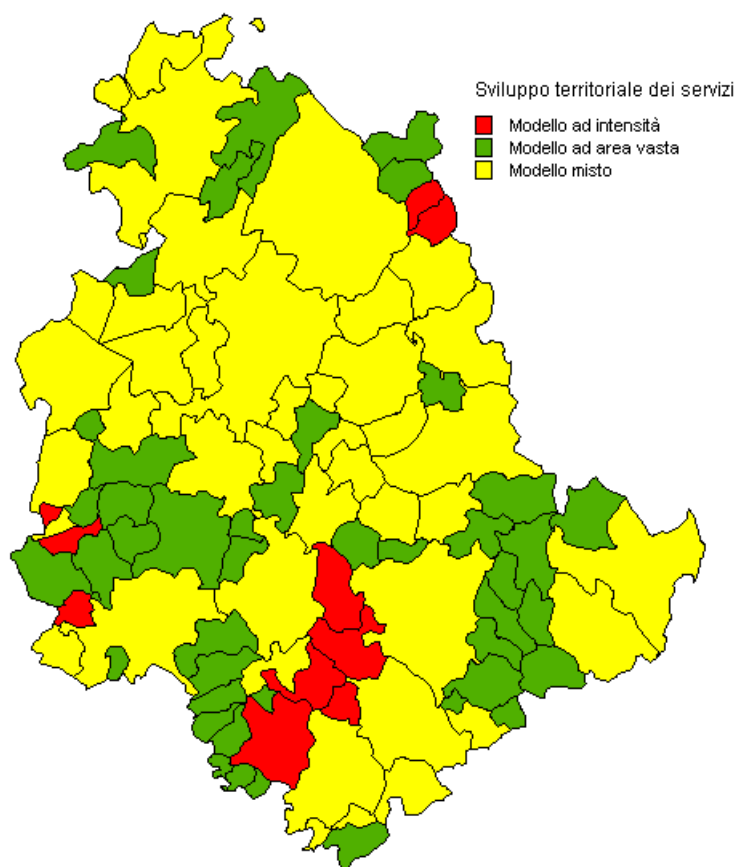 Sviluppo territoriale dei servizi
Modello ad intensità
Modello ad area vasta
Modello misto